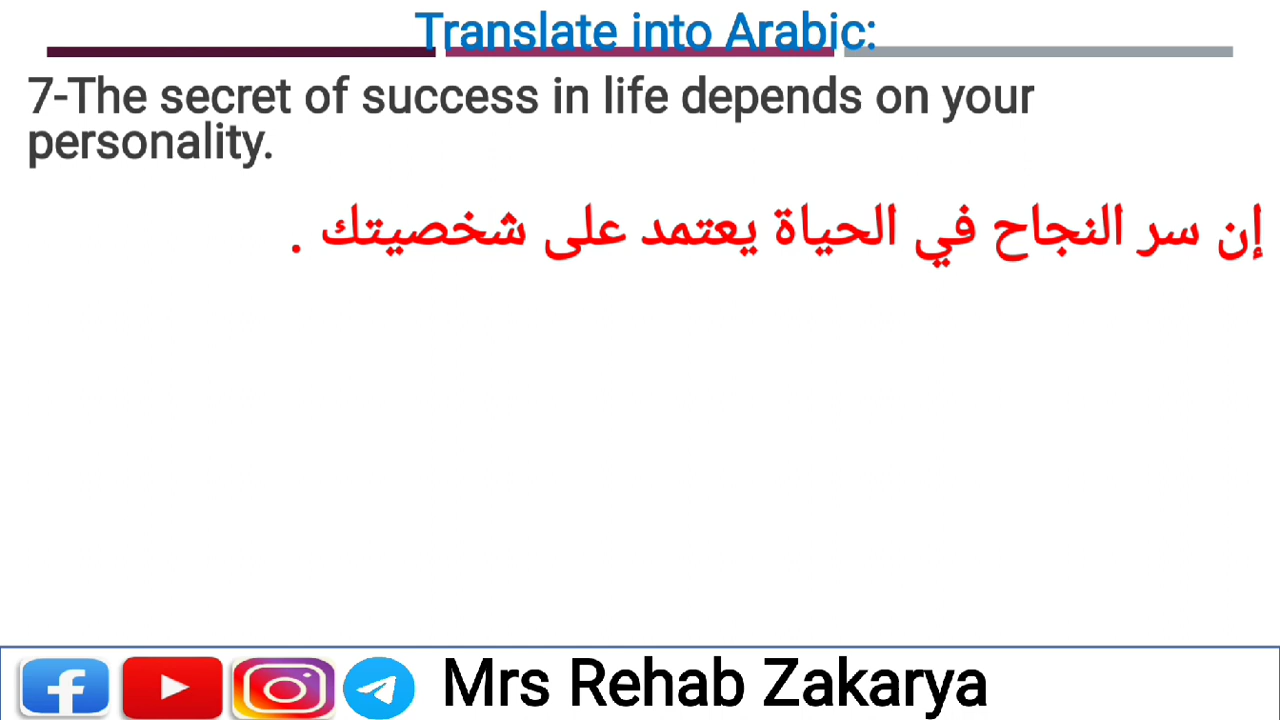 Translate into Arabic:
7-The secret of success in life depends on your
personality.
إن سر النجاح في الحياة يعتمد على شخصيتك .
Mrs Rehab Zakarya